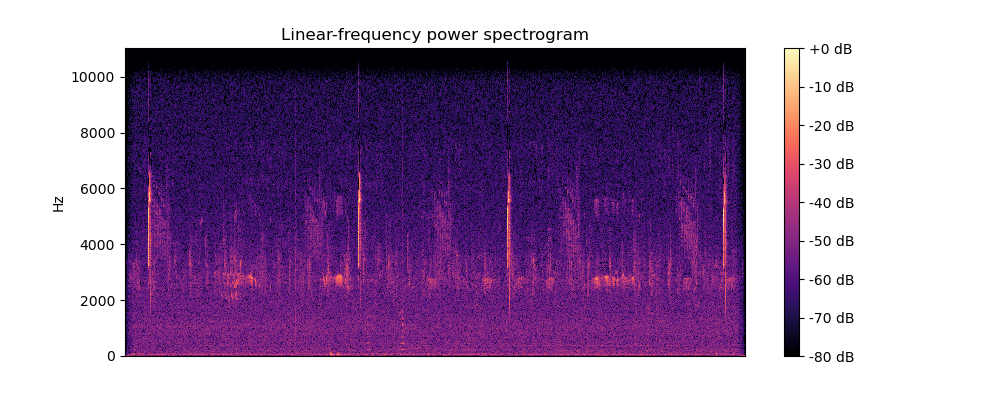 Linear-frequency power spectrogram
Hz
10000
8000
6000
4000
2000
0
+0 dB
-10 dB
-20 dB
-30 dB
-40 dB
-50 dB
-60 dB
-70 dB
-80 dB